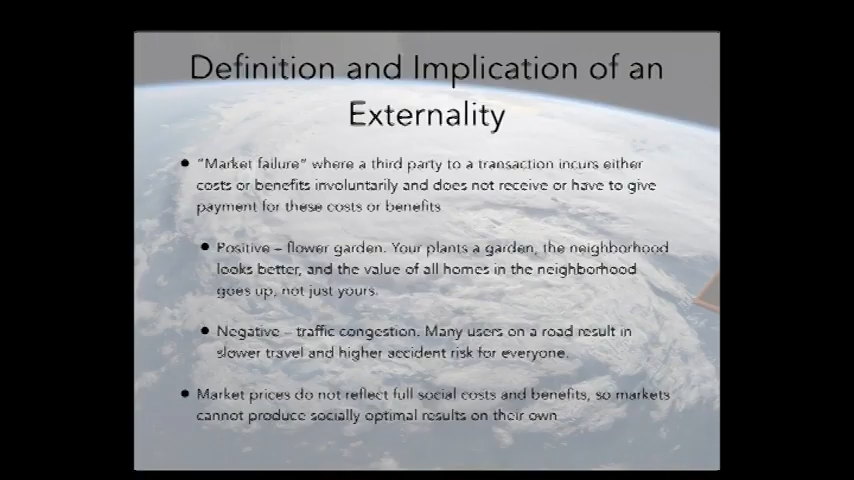 Definition and Implication of an
Externality
• "Market failure" where a third party to a transaction incurs either
costs or benefits involuntarily and does not receive or have to give
payment for these costs or benefits
• Positive – flower garden. Your plants a garden, the neighborhood
looks better, and the value of all homes in the neighborhood
goes up, not just yours.
• Negative – traffic congestion. Many users on a road result in
slower travel and higher accident risk for everyone.
• Market prices do not reflect full social costs and benefits, so markets
cannot produce socially optimal results on their own